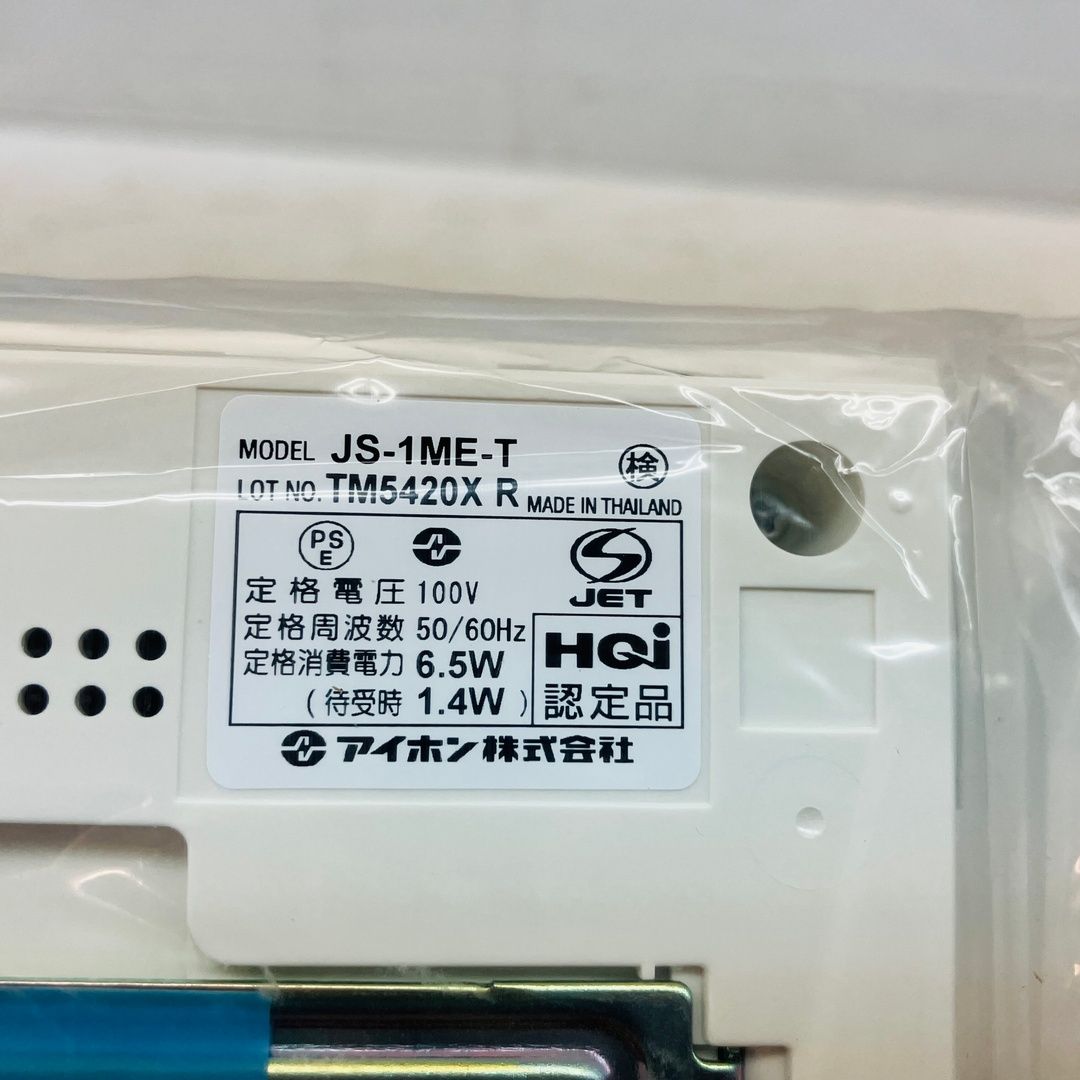 MODEL JS-1ME-T
検
LOT NO. TM5420X R MADE IN THAILAND
PS
E
JET
定格電圧 100V
定格周波数 50/60Hz
定格消費電力 6.5W
(待受時 1.4W)
HQi
認定品
アイホン株式会社